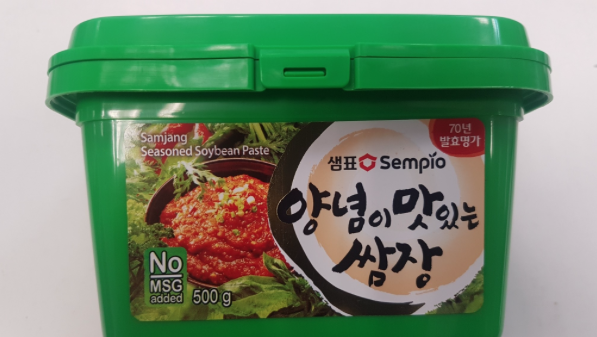 Samjang
Seasoned Soybean Paste
70년
발효명가
샘표 Sempio
양념이 맛있는
쌈장
No
MSG
added
500 g